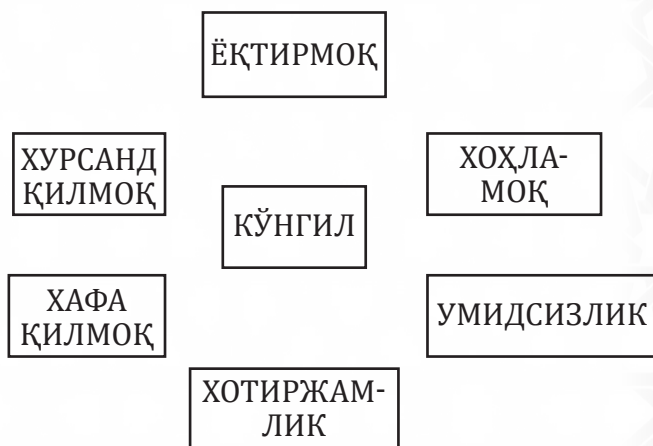 ЁҚТИРМОҚ
ХУРСАНД
ҚИЛМОҚ
ХОҲЛА-
МОҚ
КЎНГИЛ
ХАФА
ҚИЛМОҚ
УМИДСИЗЛИК
ХОТИРЖАМ-
ЛИК